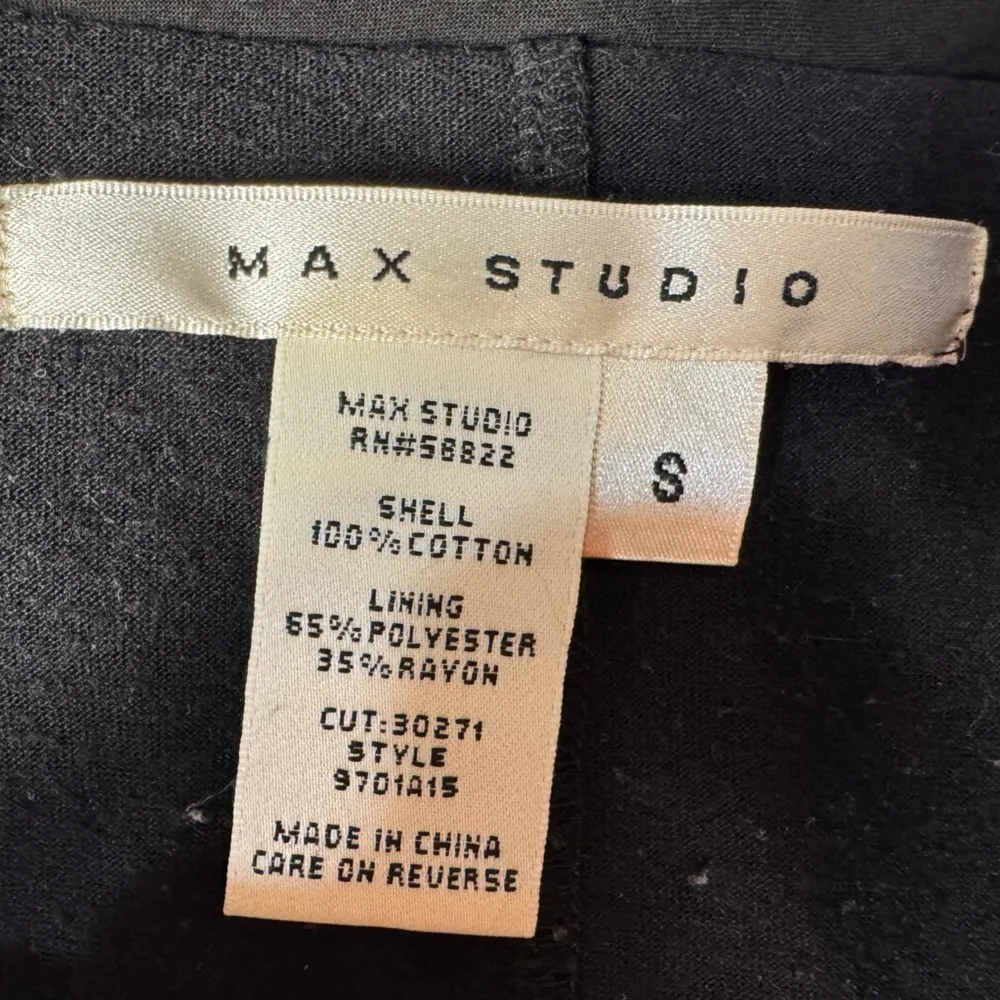 MAX STUDIO
MAX STUDIO
RN#58822
S
SHELL
100%COTTON
LINING
65%POLYESTER
35%RAYON
CUT:30271
STYLE
9701A15
MADE IN CHINA
CARE ON REVERSE